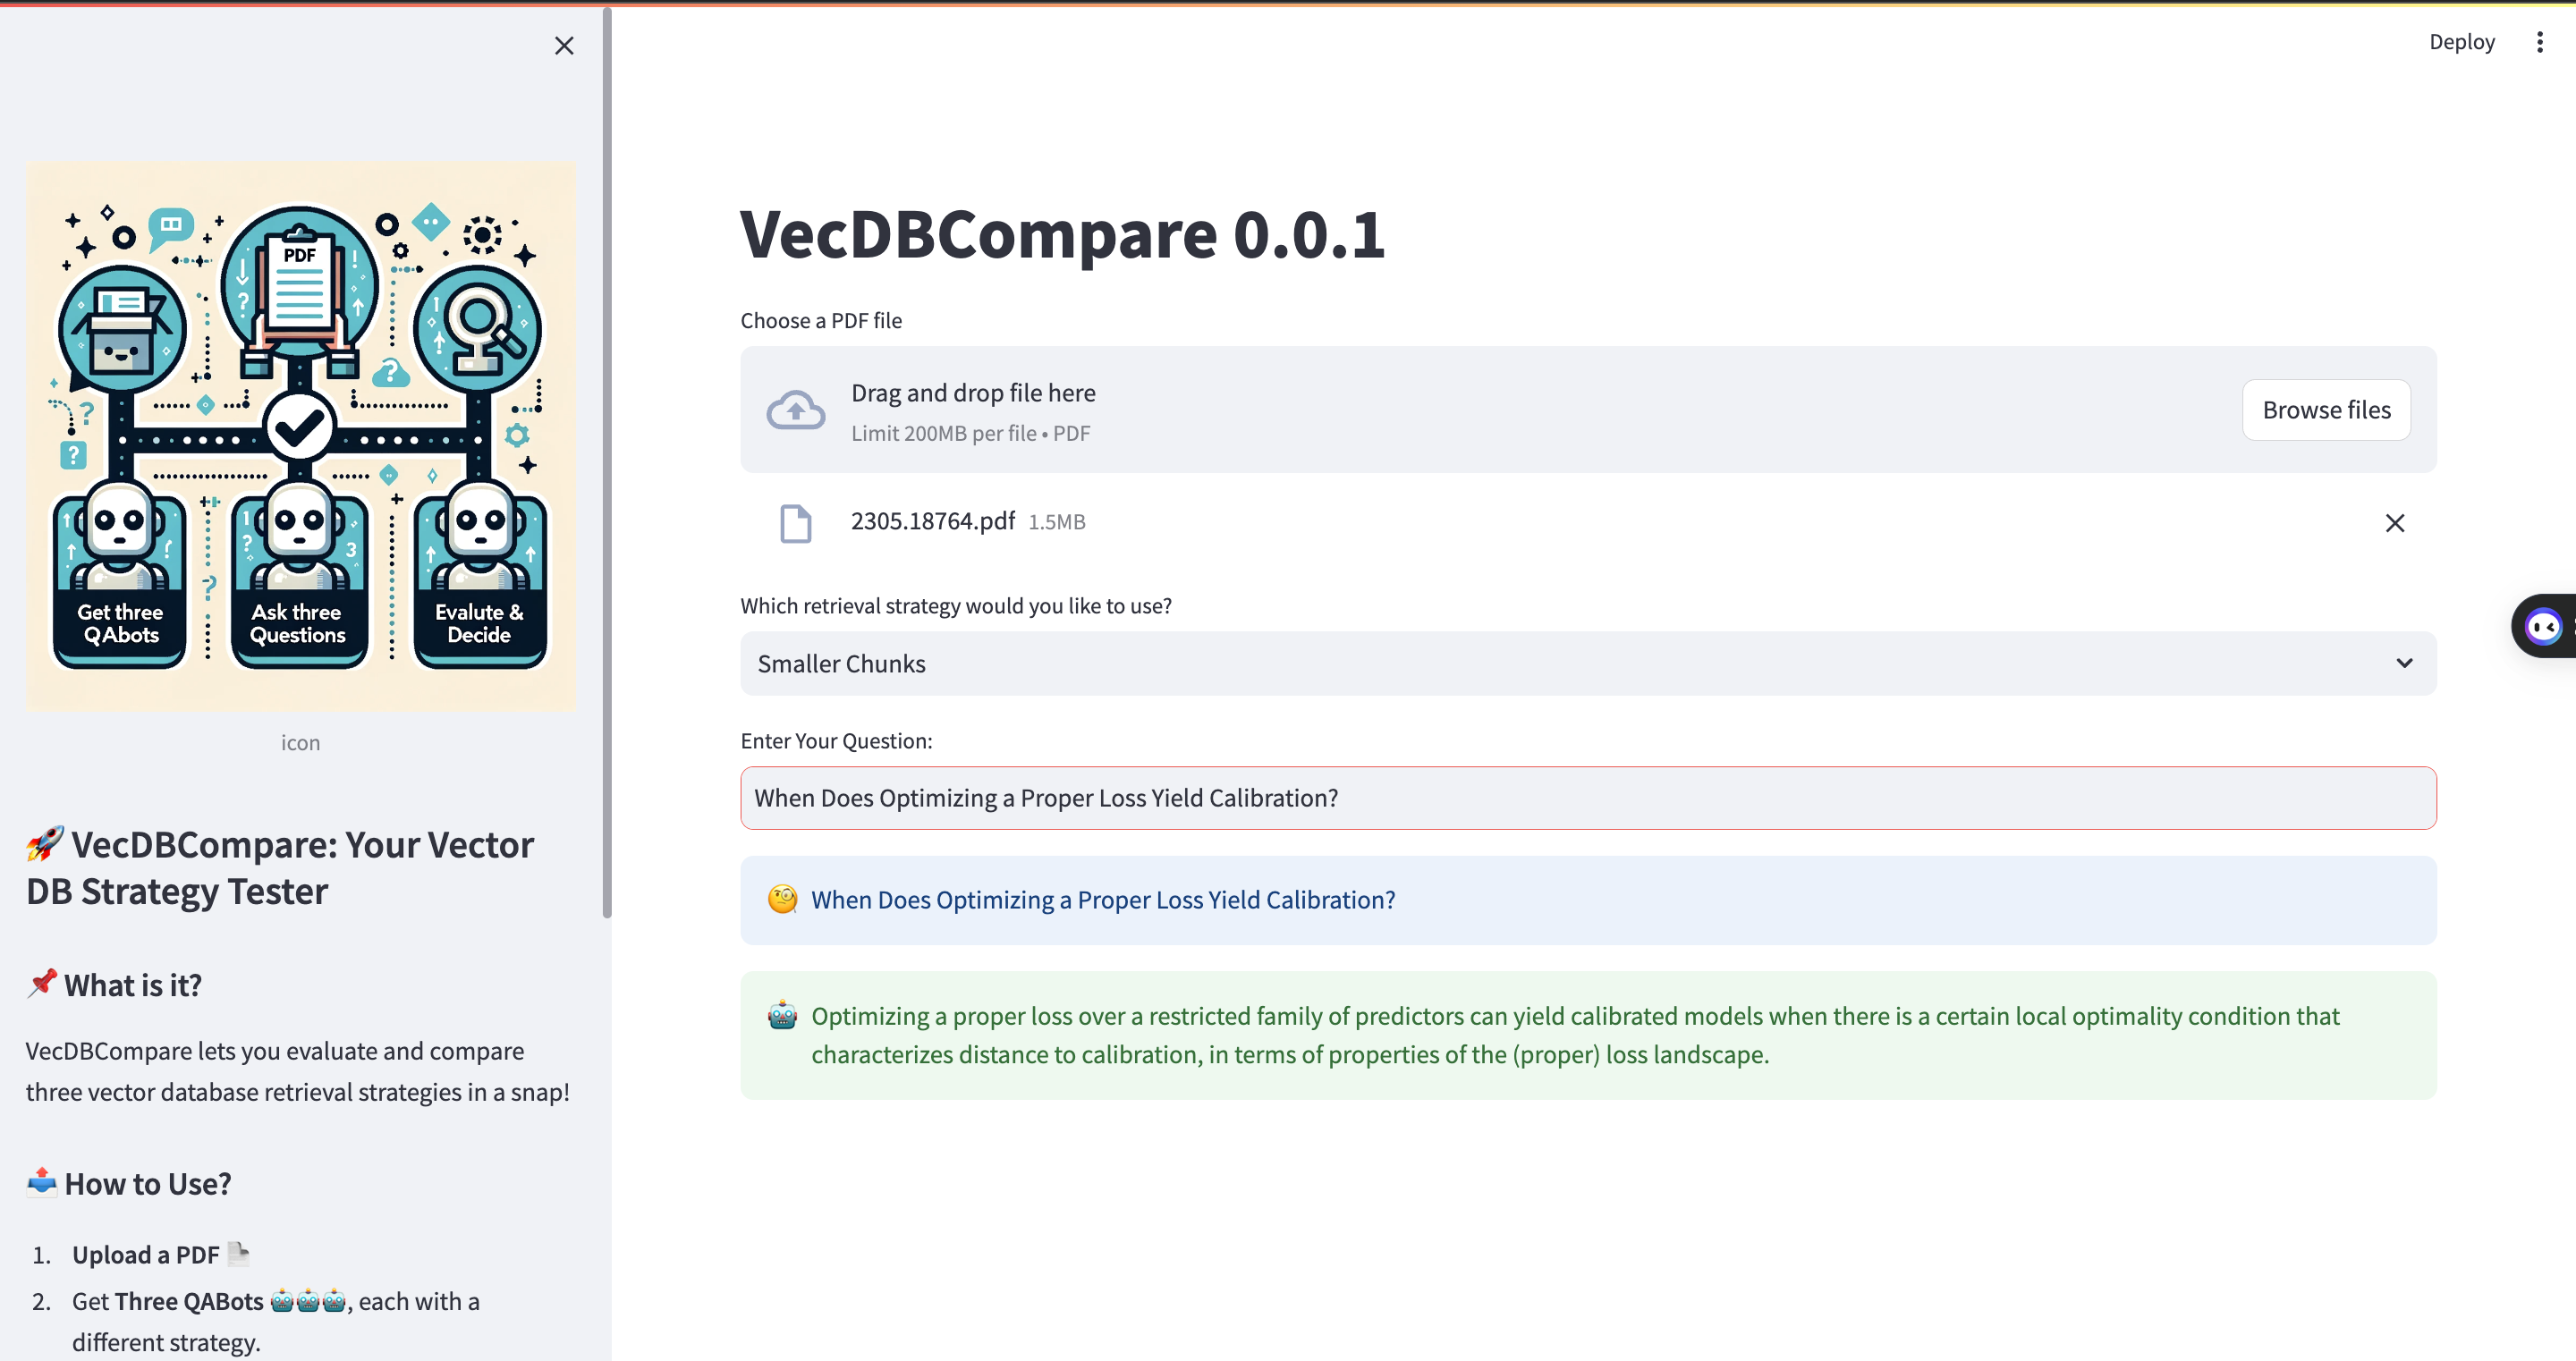 Deploy
PDF
Get three
QAbots
Ask three
Questions
Evalute &
Decide
icon
🚀 VecDBCompare: Your Vector
DB Strategy Tester
📌 What is it?
VecDBCompare lets you evaluate and compare
three vector database retrieval strategies in a snap!
📤 How to Use?
1. Upload a PDF 📄
2. Get Three QABots 🤖🤖🤖, each with a
different strategy.
VecDBCompare 0.0.1
Choose a PDF file
Drag and drop file here
Limit 200MB per file • PDF
Browse files
2305.18764.pdf 1.5MB
Which retrieval strategy would you like to use?
Smaller Chunks
Enter Your Question:
When Does Optimizing a Proper Loss Yield Calibration?
🧐 When Does Optimizing a Proper Loss Yield Calibration?
🤖 Optimizing a proper loss over a restricted family of predictors can yield calibrated models when there is a certain local optimality condition that
characterizes distance to calibration, in terms of properties of the (proper) loss landscape.